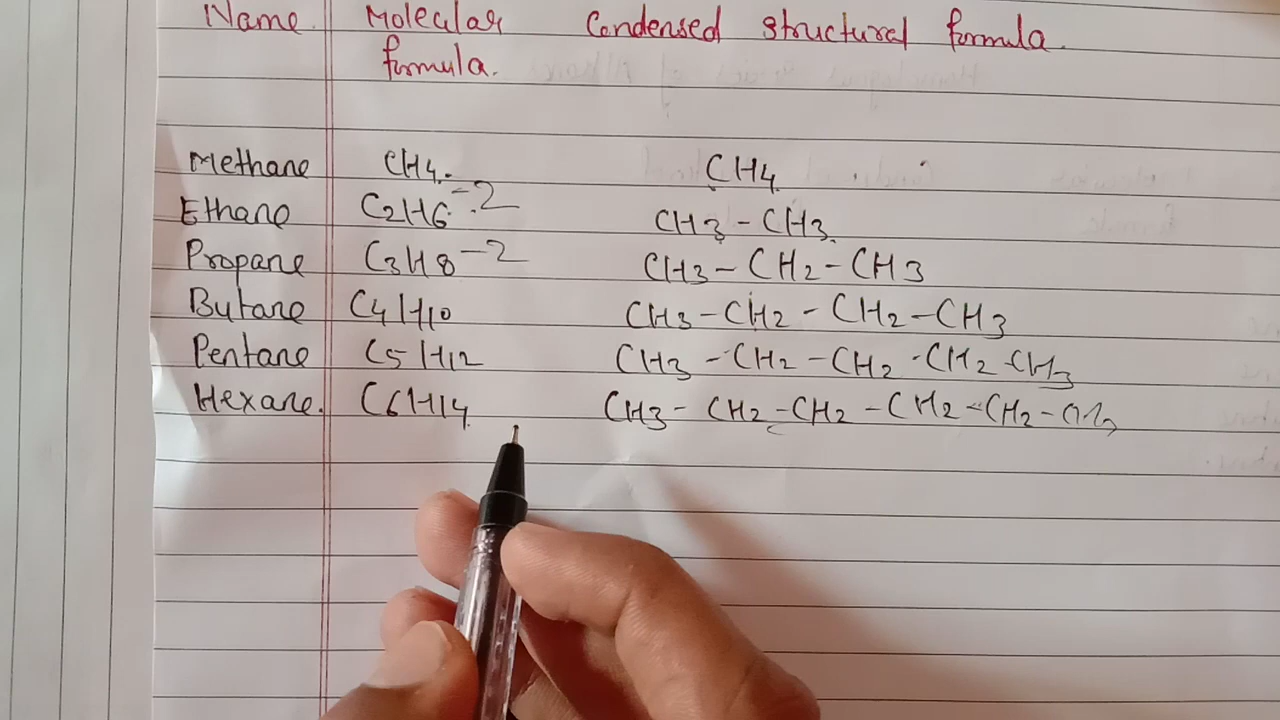 Name. Molecular Condensed structural formula.
formula.
Methane CH4. CH4
Ethane C2H6 -2 CH3 - CH3.
Propane C3H8 -2 CH3 - CH2 - CH3
Butane C4H10 CH3 - CH2 - CH2 - CH3
Pentane C5H12 CH3 - CH2 - CH2 - CH2 - CH3
Hexane. C6H14. CH3 - CH2 - CH2 - CH2 - CH2 - CH3